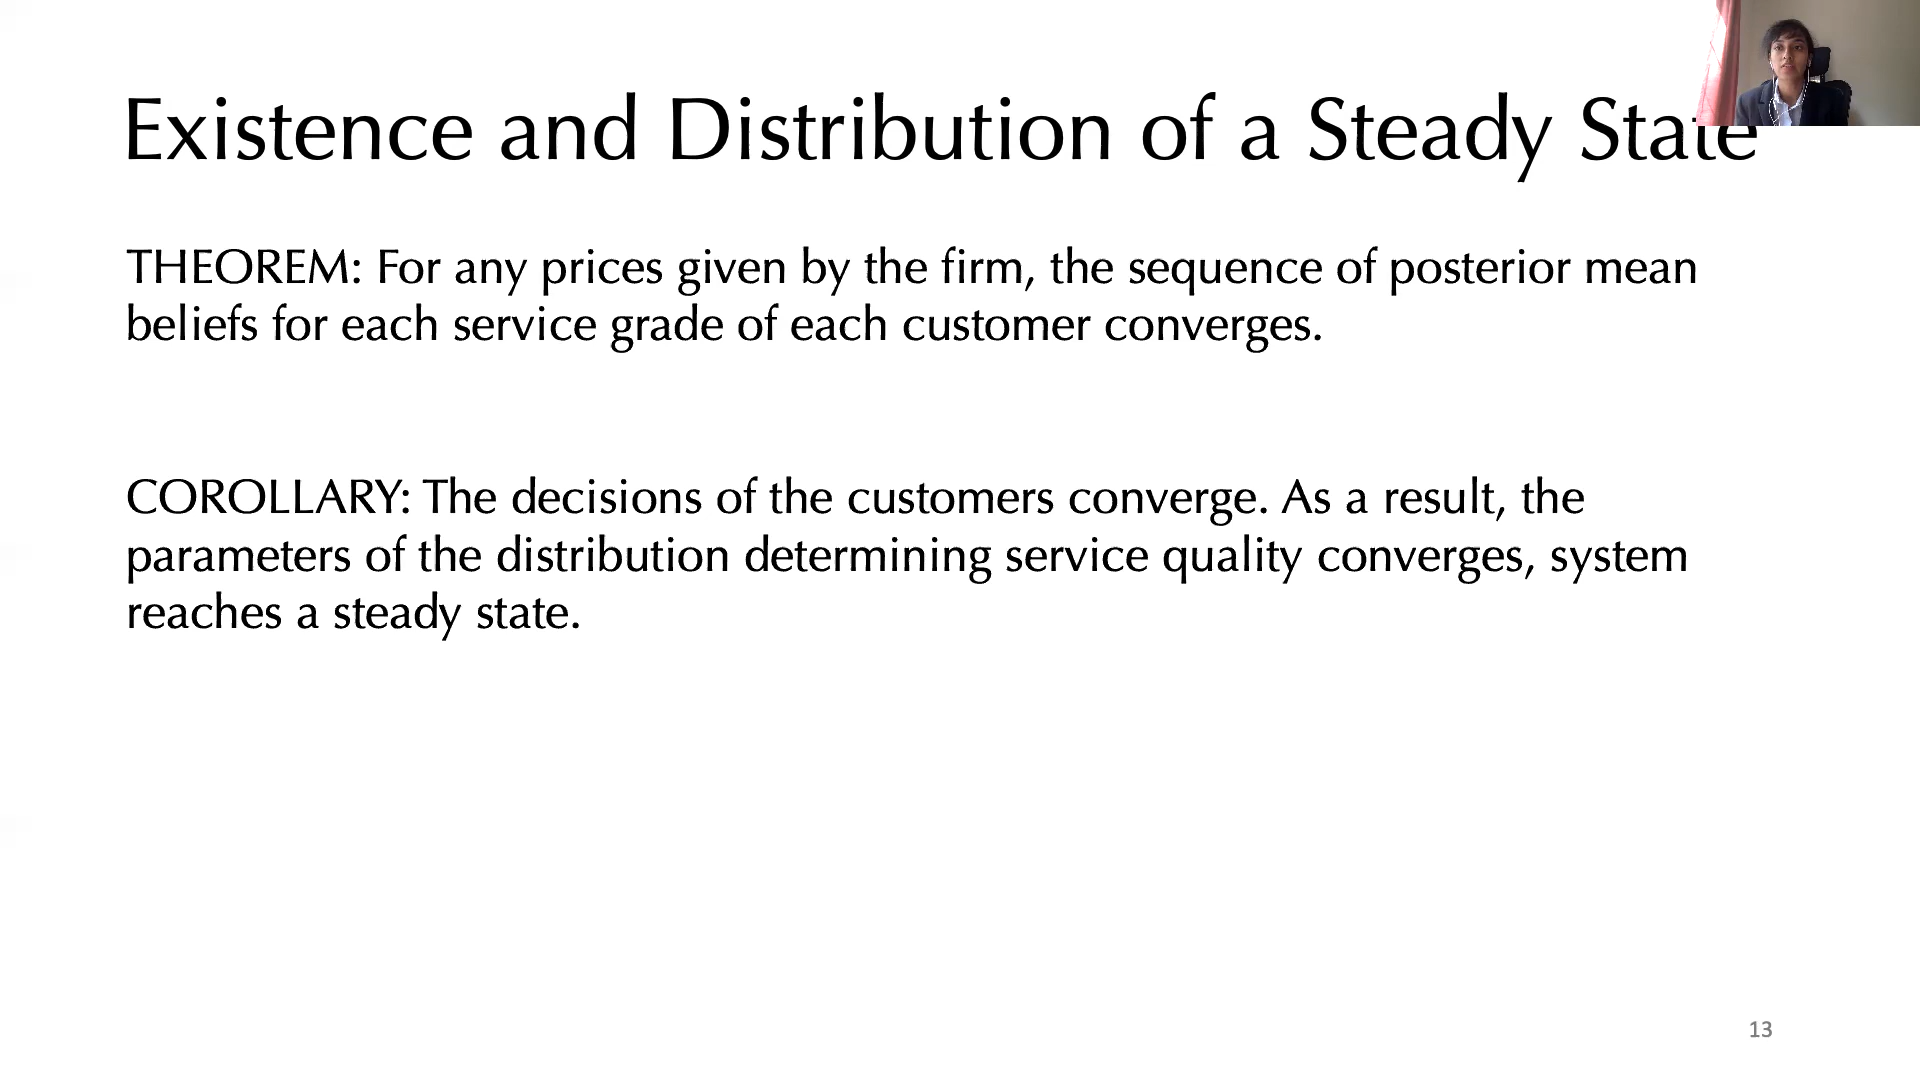 Existence and Distribution of a Steady State
THEOREM: For any prices given by the firm, the sequence of posterior mean
beliefs for each service grade of each customer converges.
COROLLARY: The decisions of the customers converge. As a result, the
parameters of the distribution determining service quality converges, system
reaches a steady state.
13